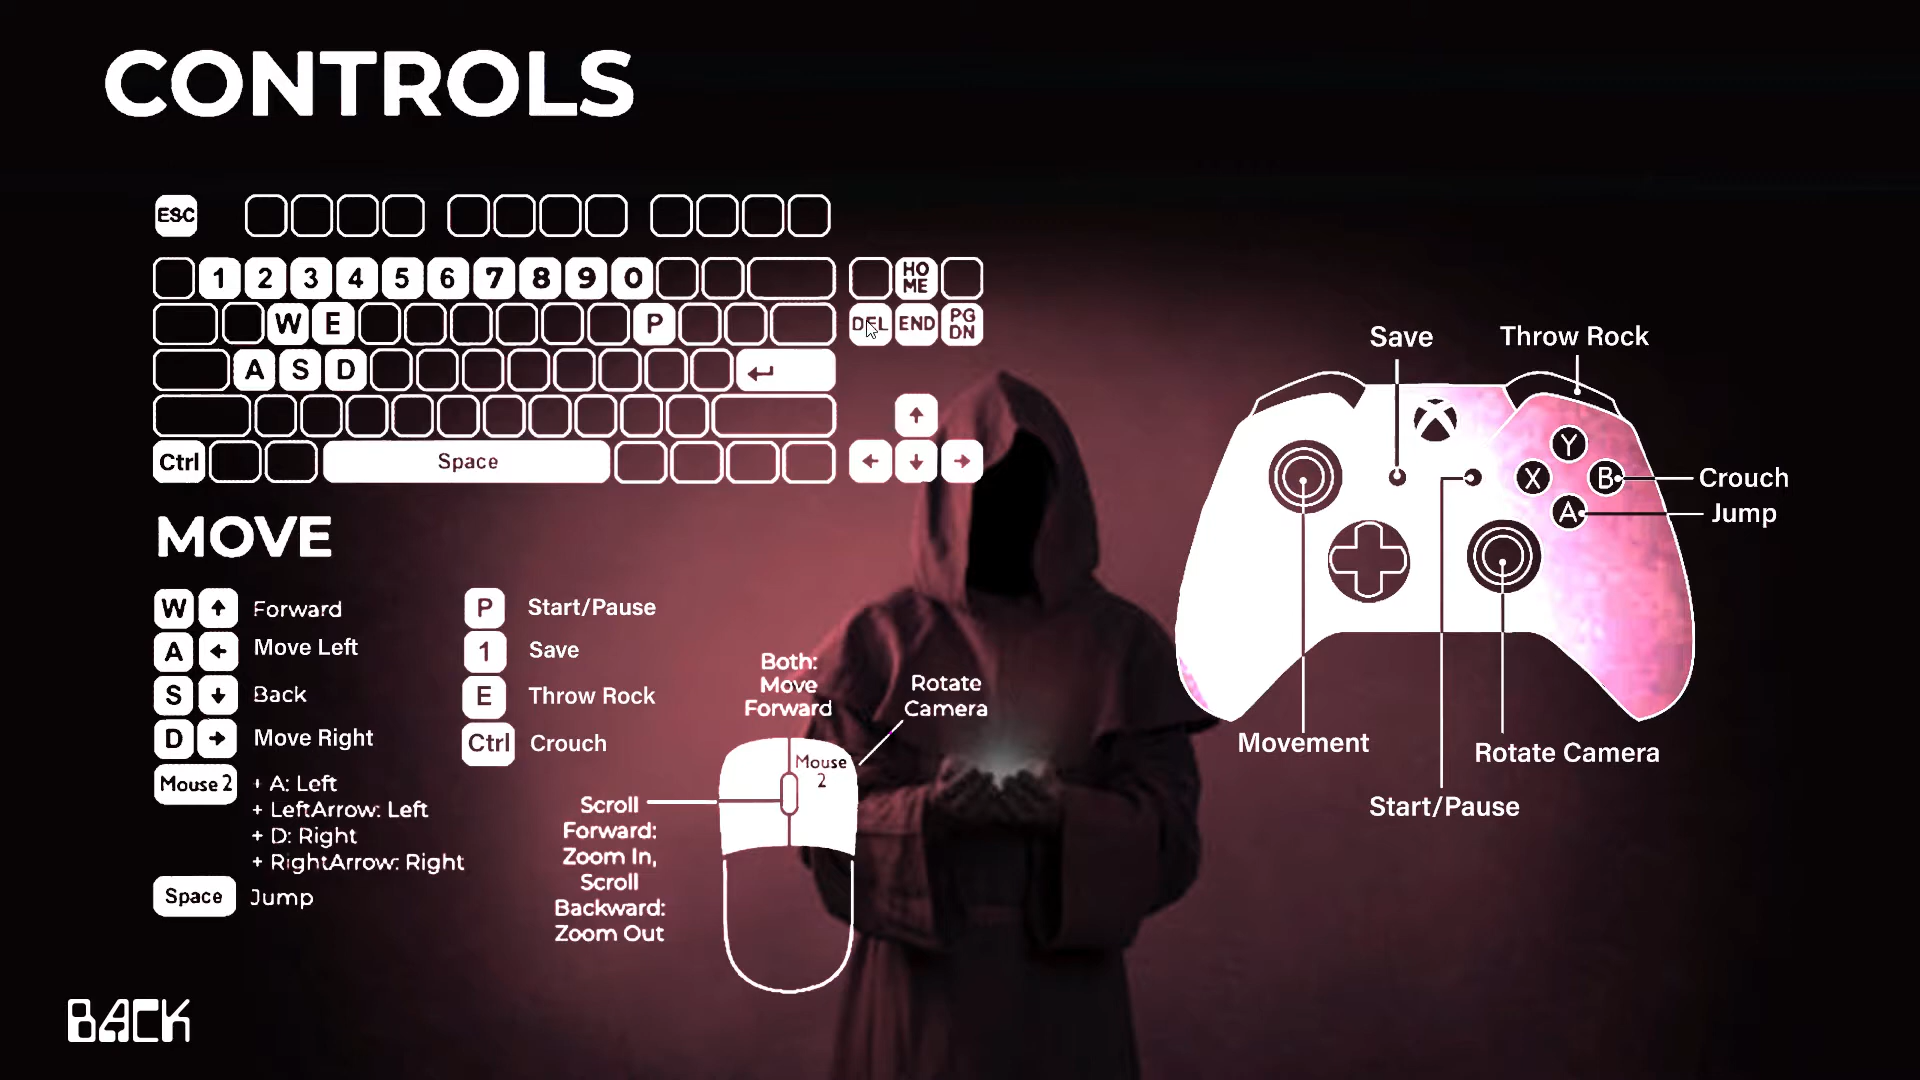 CONTROLS
ESC
1 2 3 4 5 6 7 8 9 0
HO
ME
W E P
DEL END PG
DN
A S D
Ctrl Space
MOVE
W Forward
A Move Left
S Back
D Move Right
Mouse 2 + A: Left
+ LeftArrow: Left
+ D: Right
+ RightArrow: Right
Space Jump
P Start/Pause
1 Save
E Throw Rock
Ctrl Crouch
Both:
Move
Forward
Rotate
Camera
Mouse
2
Scroll
Forward:
Zoom In,
Scroll
Backward:
Zoom Out
Save
Throw Rock
Y
X
B
A
Crouch
Jump
Movement
Rotate Camera
Start/Pause
BACK